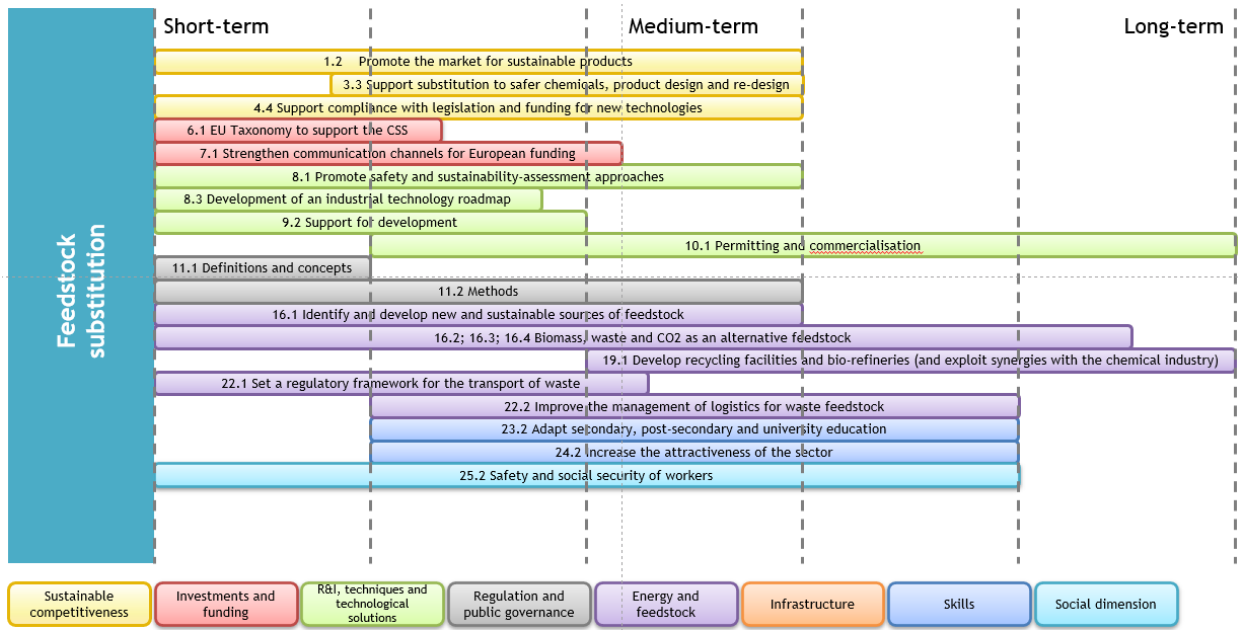 Short-term
Medium-term
Long-term
Feedstock
substitution
1.2 Promote the market for sustainable products
3.3 Support substitution to safer chemicals, product design and re-design
4.4 Support compliance with legislation and funding for new technologies
6.1 EU Taxonomy to support the CSS
7.1 Strengthen communication channels for European funding
8.1 Promote safety and sustainability-assessment approaches
8.3 Development of an industrial technology roadmap
9.2 Support for development
10.1 Permitting and commercialisation
11.1 Definitions and concepts
11.2 Methods
16.1 Identify and develop new and sustainable sources of feedstock
16.2; 16.3; 16.4 Biomass, waste and CO2 as an alternative feedstock
19.1 Develop recycling facilities and bio-refineries (and exploit synergies with the chemical industry)
22.1 Set a regulatory framework for the transport of waste
22.2 Improve the management of logistics for waste feedstock
23.2 Adapt secondary, post-secondary and university education
24.2 Increase the attractiveness of the sector
25.2 Safety and social security of workers
Sustainable
competitiveness
Investments and
funding
R&I, techniques and
technological
solutions
Regulation and
public governance
Energy and
feedstock
Infrastructure
Skills
Social dimension